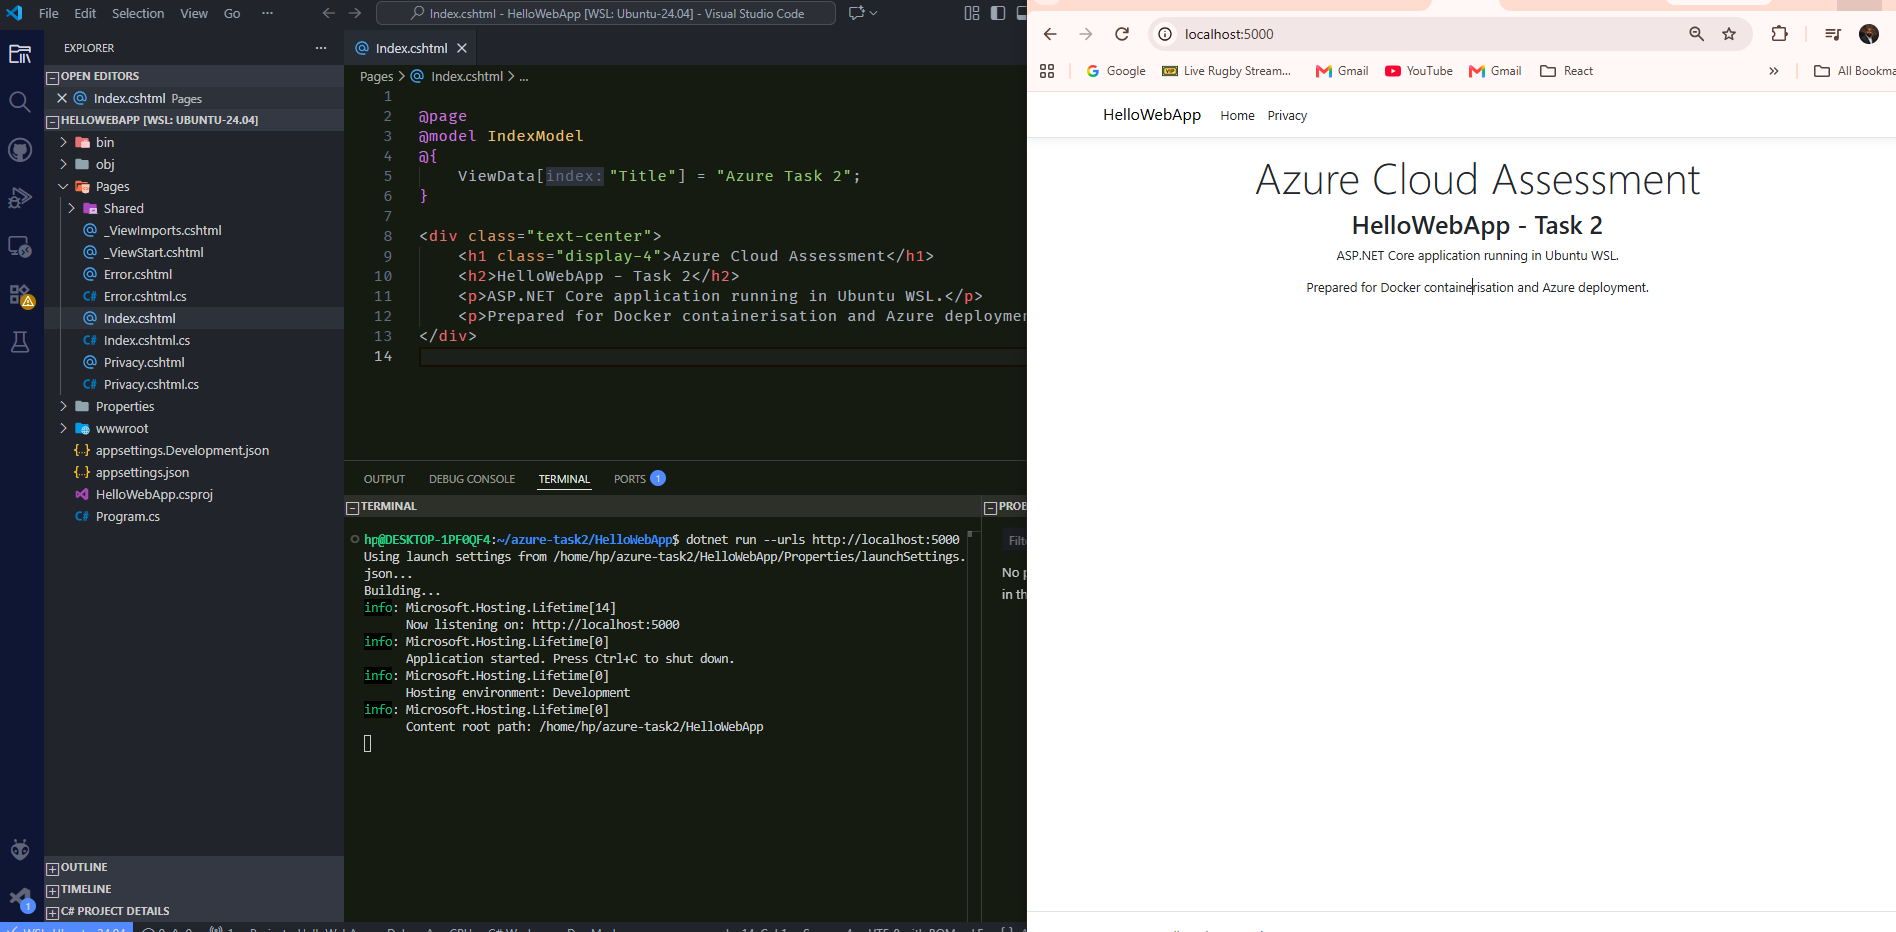 File Edit Selection View Go ··· Index.cshtml - HelloWebApp [WSL: Ubuntu-24.04] - Visual Studio Code
EXPLORER ···
OPEN EDITORS
Index.cshtml Pages
HELLOWEBAPP [WSL: UBUNTU-24.04]
bin
obj
Pages
Shared
_ViewImports.cshtml
_ViewStart.cshtml
Error.cshtml
Error.cshtml.cs
Index.cshtml
Index.cshtml.cs
Privacy.cshtml
Privacy.cshtml.cs
Properties
wwwroot
appsettings.Development.json
appsettings.json
HelloWebApp.csproj
Program.cs
OUTLINE
TIMELINE
C# PROJECT DETAILS
1
Index.cshtml
Pages > Index.cshtml > ...
1
2 @page
3 @model IndexModel
4 @{
5 ViewData[index: "Title"] = "Azure Task 2";
6 }
7
8 <div class="text-center">
9 <h1 class="display-4">Azure Cloud Assessment</h1>
10 <h2>HelloWebApp - Task 2</h2>
11 <p>ASP.NET Core application running in Ubuntu WSL.</p>
12 <p>Prepared for Docker containerisation and Azure deploymen
13 </div>
14
OUTPUT DEBUG CONSOLE TERMINAL PORTS 1
TERMINAL
hp@DESKTOP-1PF0QF4:~/azure-task2/HelloWebApp$ dotnet run --urls http://localhost:5000
Using launch settings from /home/hp/azure-task2/HelloWebApp/Properties/launchSettings.
json...
Building...
info: Microsoft.Hosting.Lifetime[14]
Now listening on: http://localhost:5000
info: Microsoft.Hosting.Lifetime[0]
Application started. Press Ctrl+C to shut down.
info: Microsoft.Hosting.Lifetime[0]
Hosting environment: Development
info: Microsoft.Hosting.Lifetime[0]
Content root path: /home/hp/azure-task2/HelloWebApp
PROB
Filte
No p
in th
localhost:5000
Google Live Rugby Stream... Gmail YouTube Gmail React » All Bookma
HelloWebApp Home Privacy
Azure Cloud Assessment
HelloWebApp - Task 2
ASP.NET Core application running in Ubuntu WSL.
Prepared for Docker containerisation and Azure deployment.